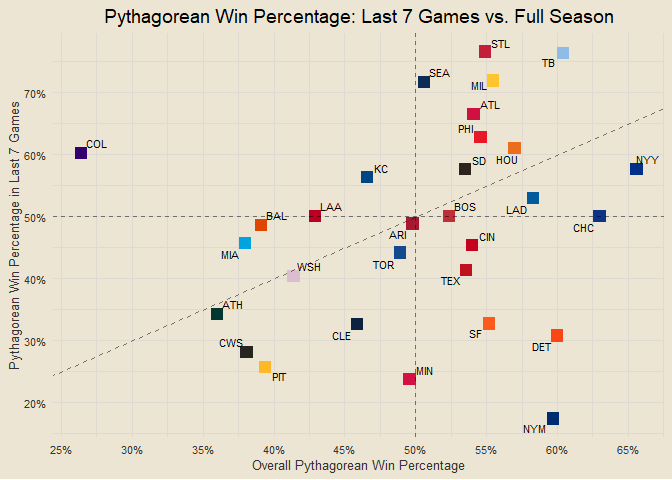 Pythagorean Win Percentage: Last 7 Games vs. Full Season
Pythagorean Win Percentage in Last 7 Games
70%
60%
50%
40%
30%
20%
STL
TB
SEA
MIL
ATL
PHI
COL
HOU
SD
NYY
KC
LAA
BOS
LAD
BAL
CHC
ARI
CIN
MIA
TOR
WSH
TEX
ATH
CLE
SF
CWS
DET
PIT
MIN
NYM
25%
30%
35%
40%
45%
50%
55%
60%
65%
Overall Pythagorean Win Percentage